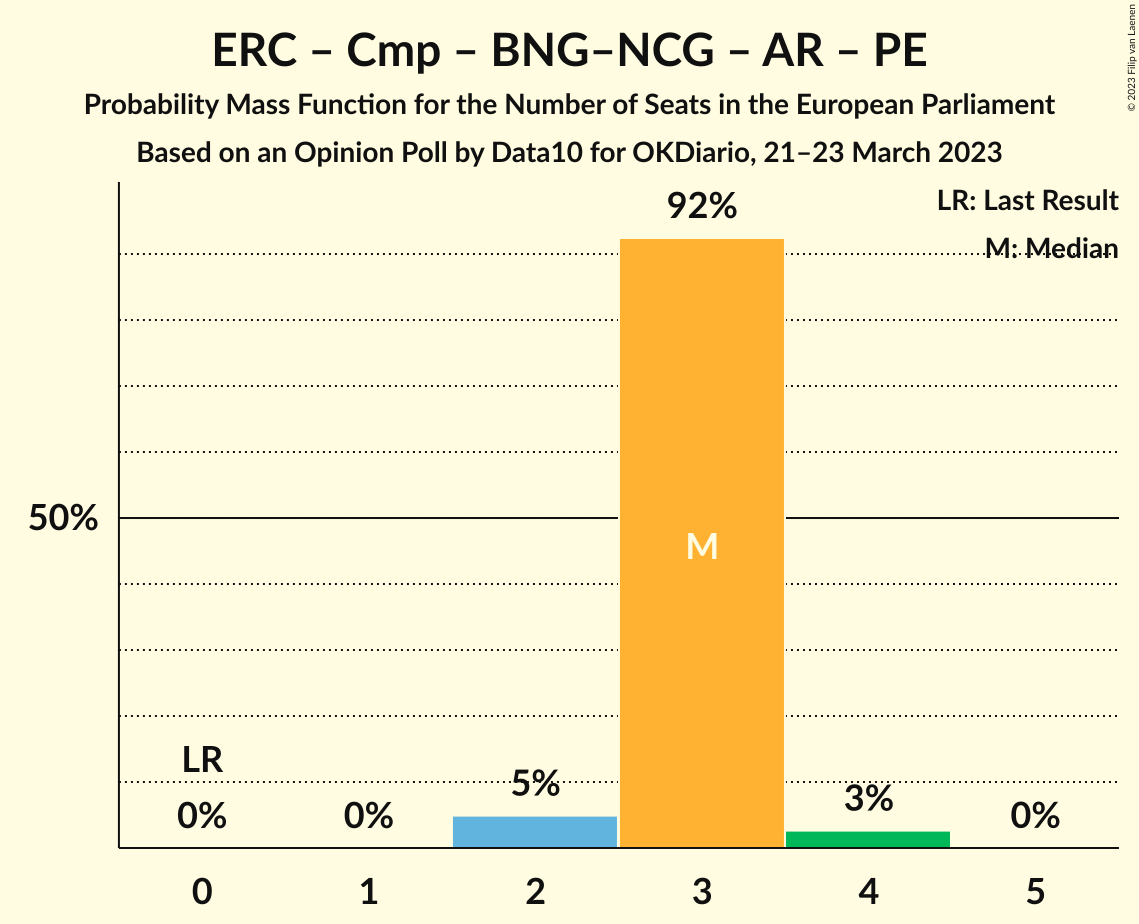 ERC – Cmp – BNG–NCG – AR – PE
Probability Mass Function for the Number of Seats in the European Parliament
Based on an Opinion Poll by Data10 for OKDiario, 21–23 March 2023
© 2023 Filip van Laenen
LR: Last Result
M: Median
92%
50%
M
LR
0%
0%
5%
3%
0%
0 1 2 3 4 5